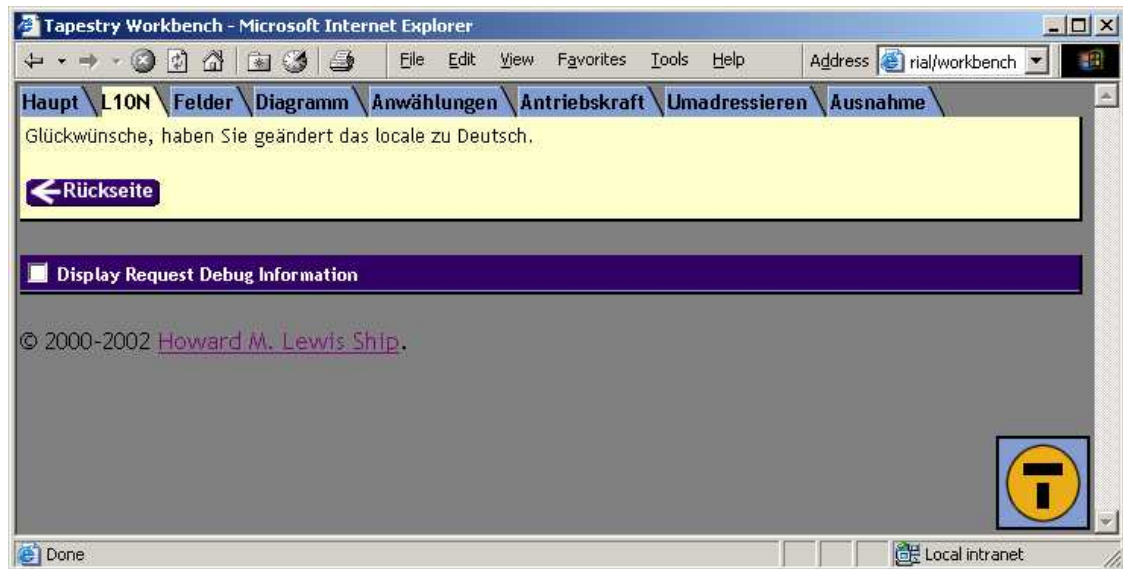 Tapestry Workbench - Microsoft Internet Explorer
File Edit View Favorites Tools Help Address rial/workbench
Haupt L10N Felder Diagramm Anwählungen Antriebskraft Umadressieren Ausnahme
Glückwünsche, haben Sie geändert das locale zu Deutsch.
Rückseite
Display Request Debug Information
© 2000-2002 Howard M. Lewis Ship.
Done Local intranet